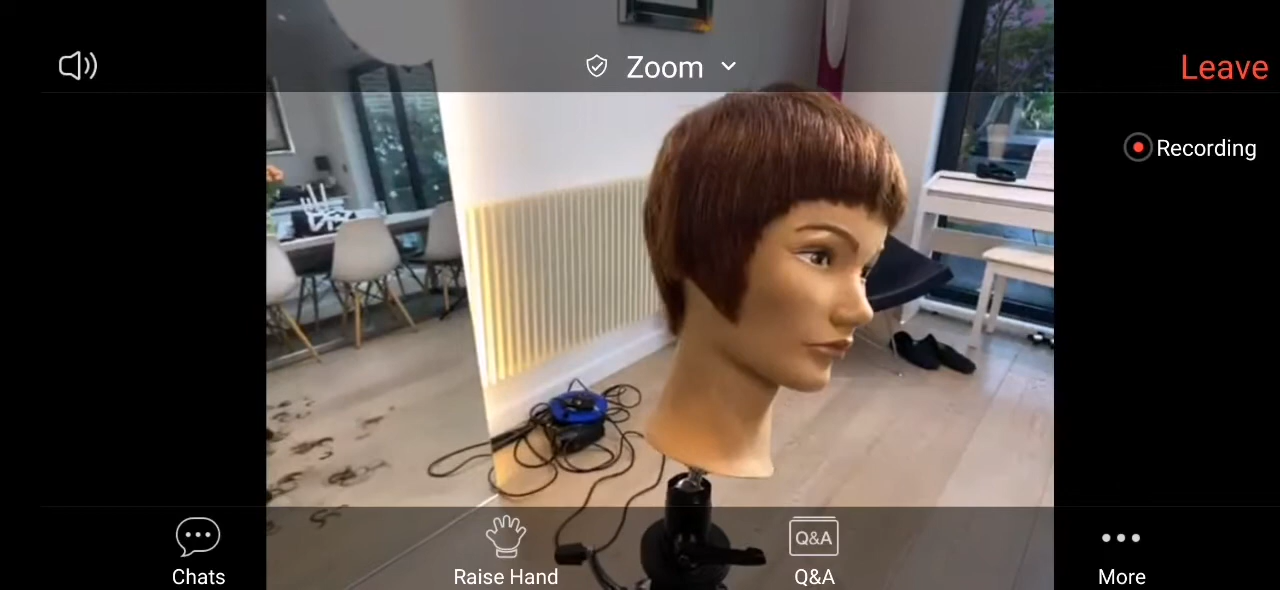 Zoom
Leave
Recording
Chats
Raise Hand
Q&A
Q&A
More